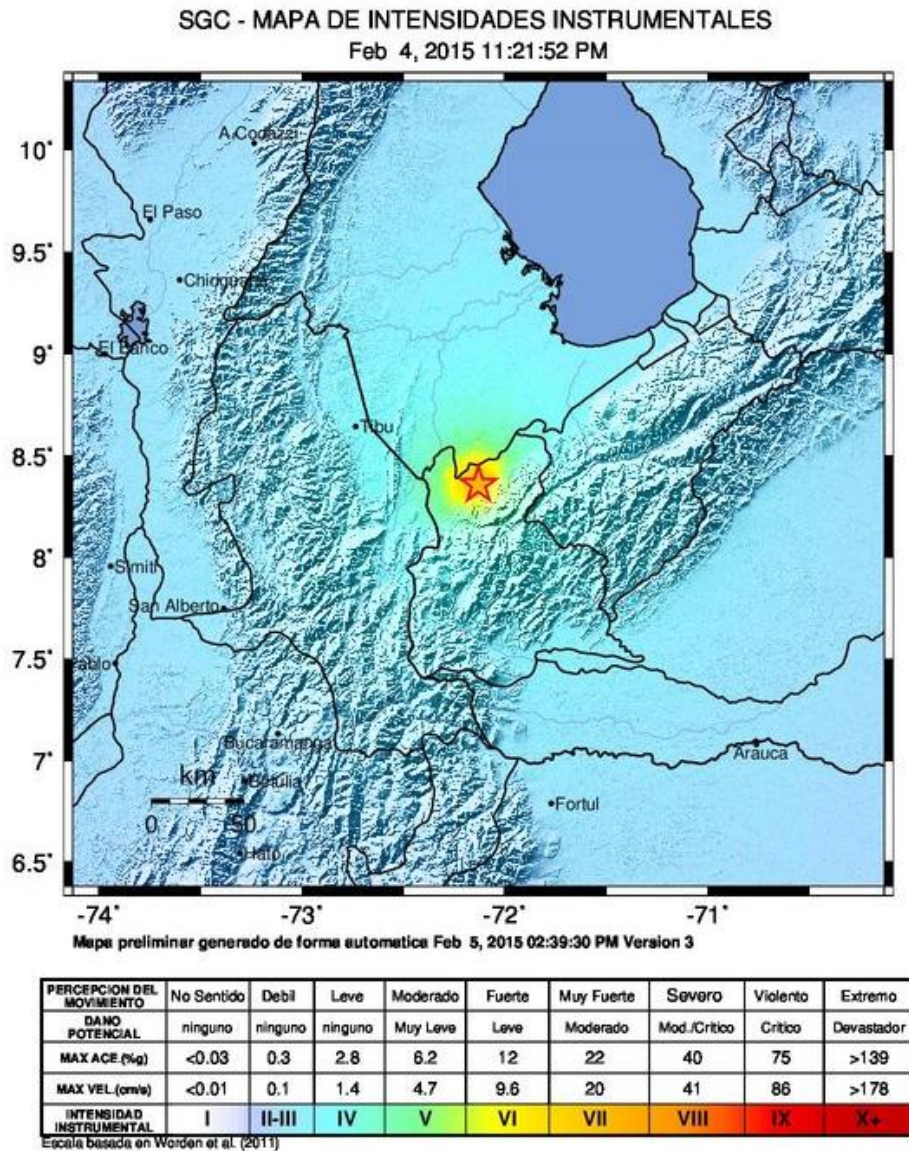 SGC - MAPA DE INTENSIDADES INSTRUMENTALES
Feb 4, 2015 11:21:52 PM
10°
9.5°
9°
8.5°
8°
7.5°
7°
6.5°
A.Codazzi
El Paso
Chiriguana
El Banco
Tibu
Simiti
San Alberto
ablo
Bucaramanga
Arauca
km
Betulia
Fortul
0 50
Hato
-74° -73° -72° -71°
Mapa preliminar generado de forma automatica Feb 5, 2015 02:39:30 PM Version 3
PERCEPCION DEL MOVIMIENTO No Sentido Debil Leve Moderado Fuerte Muy Fuerte Severo Violento Extremo
DANO POTENCIAL ninguno ninguno ninguno Muy Leve Leve Moderado Mod./Critico Critico Devastador
MAX ACE.(%g) <0.03 0.3 2.8 6.2 12 22 40 75 >139
MAX VEL.(cm/s) <0.01 0.1 1.4 4.7 9.6 20 41 86 >178
INTENSIDAD INSTRUMENTAL I II-III IV V VI VII VIII IX X+
Escala basada en Worden et al. (2011)